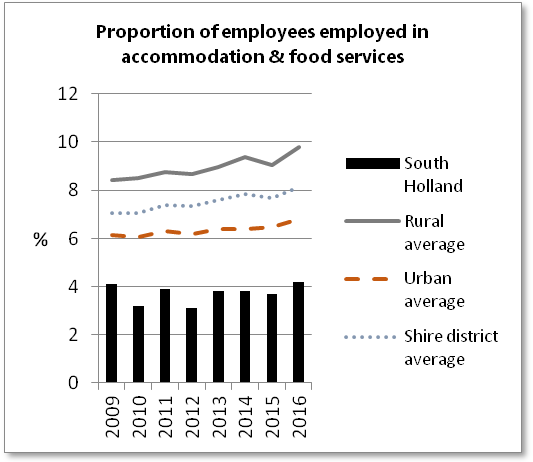 Proportion of employees employed in
accommodation & food services
12
10
8
6
4
2
0
%
2009
2010
2011
2012
2013
2014
2015
2016
South
Holland
Rural
average
Urban
average
Shire district
average